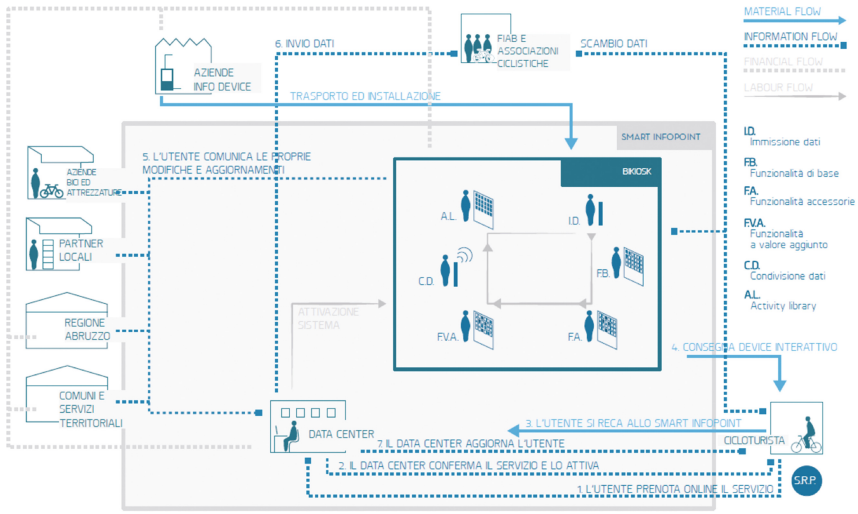 MATERIAL FLOW
INFORMATION FLOW
FINANCIAL FLOW
LABOUR FLOW
6. INVIO DATI
FIAB E
ASSOCIAZIONI
CICLISTICHE
SCAMBIO DATI
AZIENDE
INFO DEVICE
TRASPORTO ED INSTALLAZIONE
SMART INFOPOINT
I.D.
Immissione dati
F.B.
Funzionalità di base
F.A.
Funzionalità accessorie
F.V.A.
Funzionalità
a valore aggiunto
C.D.
Condivisione dati
A.L.
Activity library
5. L'UTENTE COMUNICA LE PROPRIE
MODIFICHE E AGGIORNAMENTI
AZIENDE
BIO ED
ATTREZZATURE
PARTNER
LOCALI
REGIONE
ABRUZZO
COMUNI E
SERVIZI
TERRITORIALI
BIKIOSK
A.L.
I.D.
C.D.
F.B.
F.V.A.
F.A.
ATTIVAZIONE
SISTEMA
4. CONSEGNA DEVICE INTERATTIVO
3. L'UTENTE SI RECA ALLO SMART INFOPOINT
DATA CENTER
7. IL DATA CENTER AGGIORNA L'UTENTE
CICLOTURISTA
2. IL DATA CENTER CONFERMA IL SERVIZIO E LO ATTIVA
1. L'UTENTE PRENOTA ONLINE IL SERVIZIO
S.R.P.